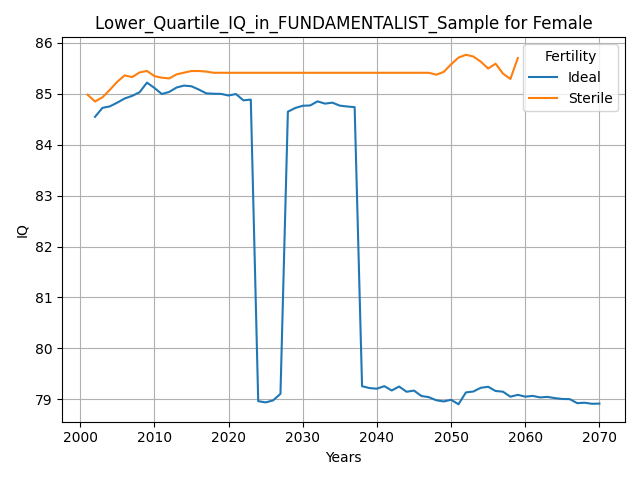 Lower_Quartile_IQ_in_FUNDAMENTALIST_Sample for Female
86
85
84
83
82
81
80
79
IQ
Fertility
Ideal
Sterile
2000 2010 2020 2030 2040 2050 2060 2070
Years